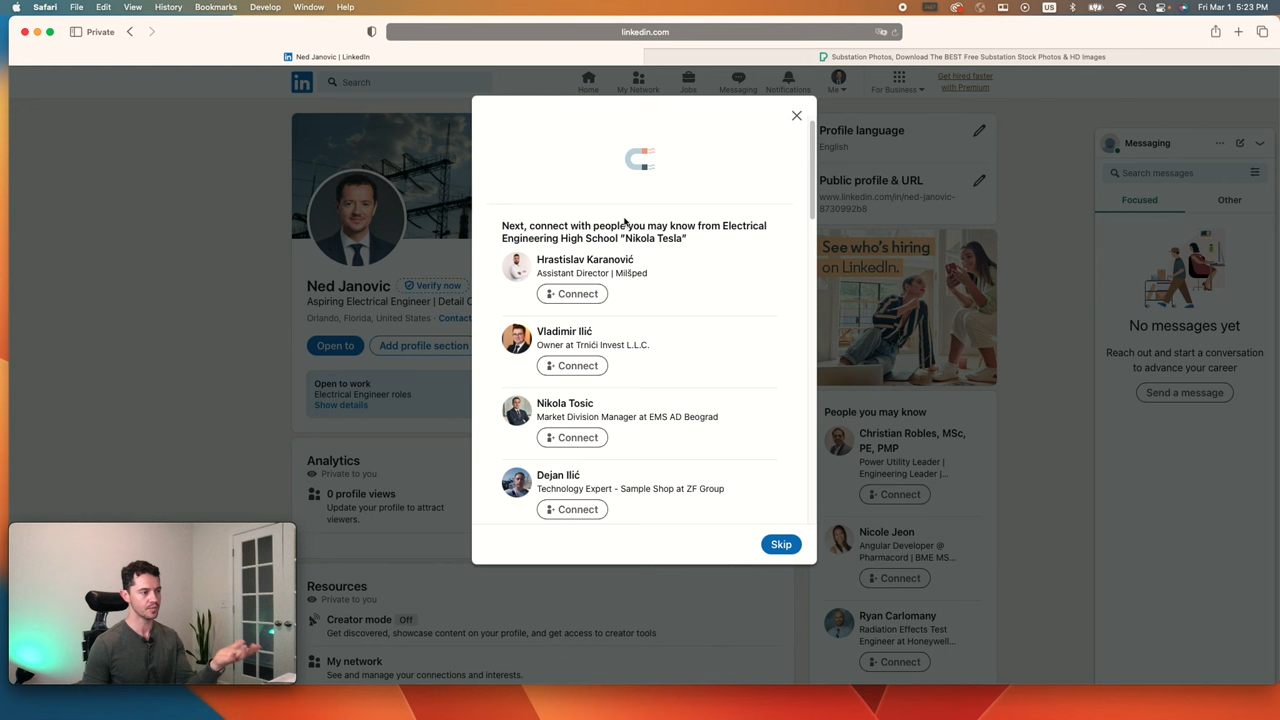 Safari File Edit View History Bookmarks Develop Window Help
US
Fri Mar 1 5:23 PM
Private
linkedin.com
Ned Janovic | LinkedIn
Substation Photos, Download The BEST Free Substation Stock Photos & HD Images
in
Search
Home
My Network
Jobs
Messaging
Notifications
Me
For Business
Get hired faster
with Premium
Ned Janovic
Verify now
Aspiring Electrical Engineer | Detail
Orlando, Florida, United States · Contact
Open to
Add profile section
Open to work
Electrical Engineer roles
Show details
Analytics
Private to you
0 profile views
Update your profile to attract
viewers.
Resources
Private to you
Creator mode Off
Get discovered, showcase content on your profile, and get access to creator tools
My network
See and manage your connections and interests.
Next, connect with people you may know from Electrical
Engineering High School “Nikola Tesla”
Hrastislav Karanović
Assistant Director | Milšped
Connect
Vladimir Ilić
Owner at Trnići Invest L.L.C.
Connect
Nikola Tosic
Market Division Manager at EMS AD Beograd
Connect
Dejan Ilić
Technology Expert - Sample Shop at ZF Group
Connect
Skip
Profile language
English
Public profile & URL
www.linkedin.com/in/ned-janovic-
8730992b8
See who's hiring
on LinkedIn.
People you may know
Christian Robles, MSc,
PE, PMP
Power Utility Leader |
Engineering Leader |...
Connect
Nicole Jeon
Angular Developer @
Pharmacord | BME MS...
Connect
Ryan Carlomany
Radiation Effects Test
Engineer at Honeywell...
Connect
Messaging
Search messages
Focused
Other
No messages yet
Reach out and start a conversation
to advance your career
Send a message